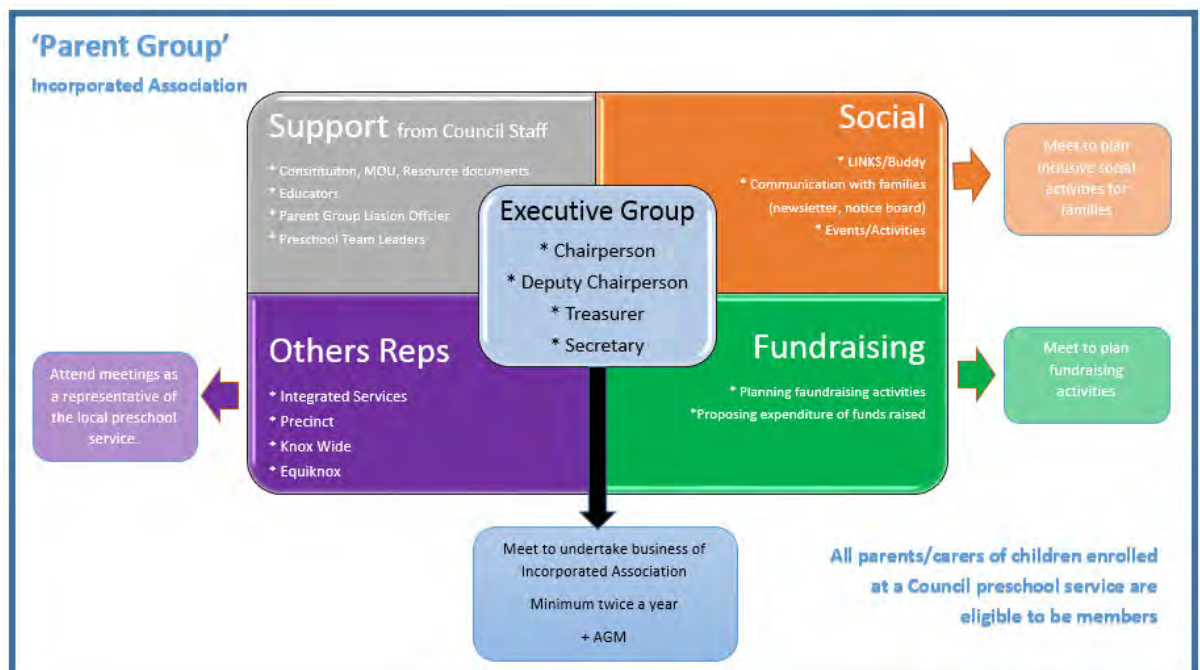 'Parent Group'
Incorporated Association
Support from Council Staff
* Constituiton, MOU, Resource documents
* Educators
* Parent Group Liasion Offcier
* Preschool Team Leaders
Social
* LINKS/Buddy
* Communication with families
(newsletter, notice board)
* Events/Activities
Meet to plan
inclusive social
activities for
families
Executive Group
* Chairperson
* Deputy Chairperson
* Treasurer
* Secretary
Others Reps
* Integrated Services
* Precinct
* Knox Wide
* Equiknox
Attend meetings as
a representative of
the local preschool
service.
Fundraising
* Planning faundraising activities
*Proposing expenditure of funds raised
Meet to plan
fundraising
activities
Meet to undertake business of
Incorporated Association
Minimum twice a year
+ AGM
All parents/carers of children enrolled
at a Council preschool service are
eligible to be members